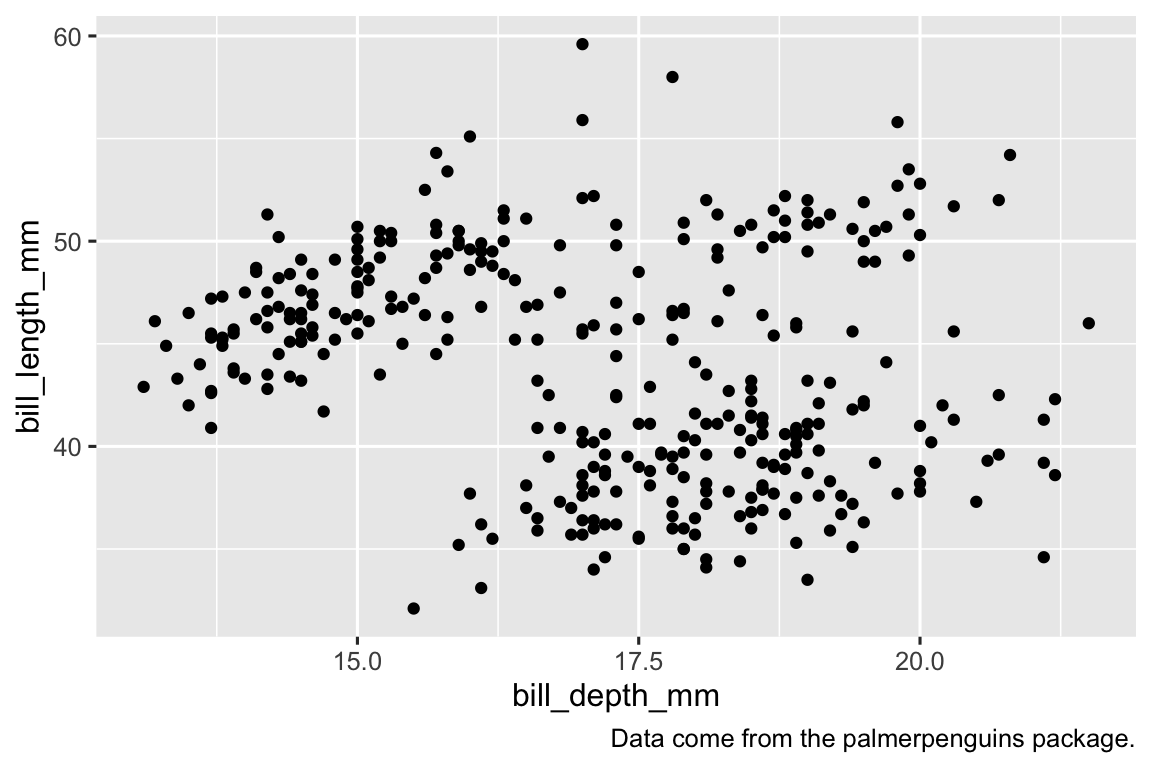 60
50
40
bill_length_mm
15.0
17.5
20.0
bill_depth_mm
Data come from the palmerpenguins package.